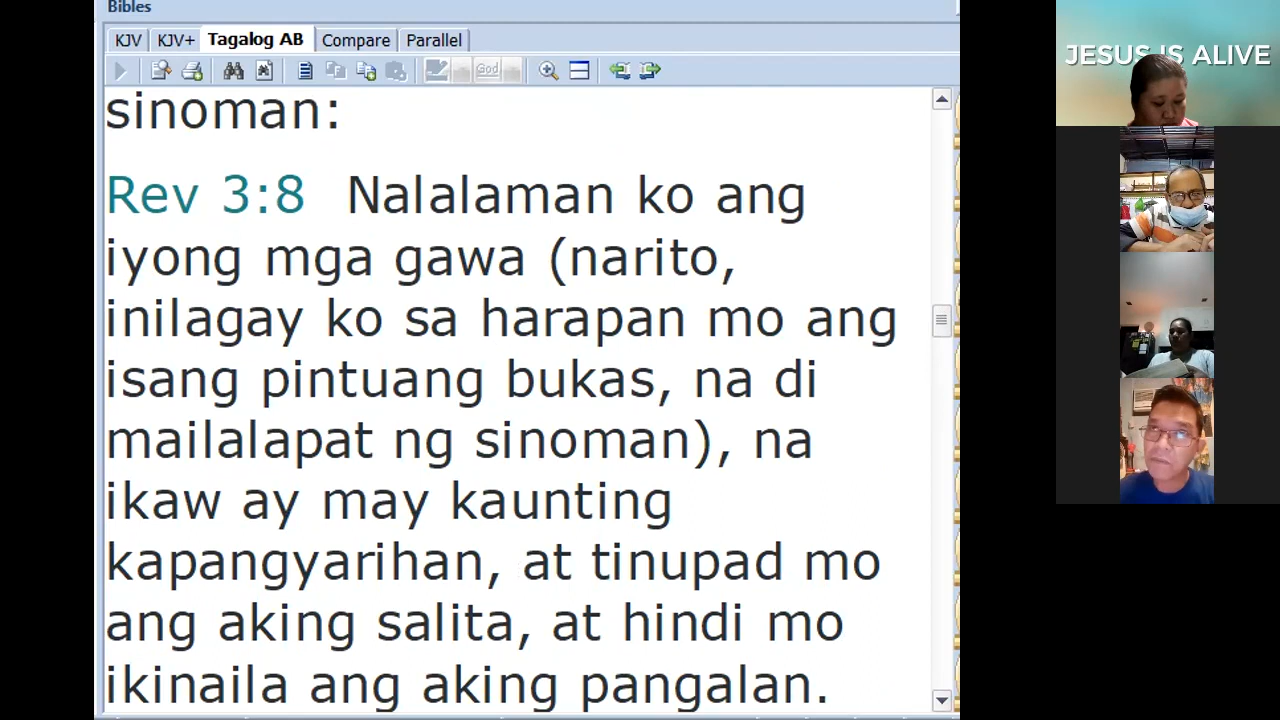 Bibles
KJV KJV+ Tagalog AB Compare Parallel
God
sinoman:
Rev 3:8 Nalalaman ko ang
iyong mga gawa (narito,
inilagay ko sa harapan mo ang
isang pintuang bukas, na di
mailalapat ng sinoman), na
ikaw ay may kaunting
kapangyarihan, at tinupad mo
ang aking salita, at hindi mo
ikinaila ang aking pangalan.
JESUS IS ALIVE